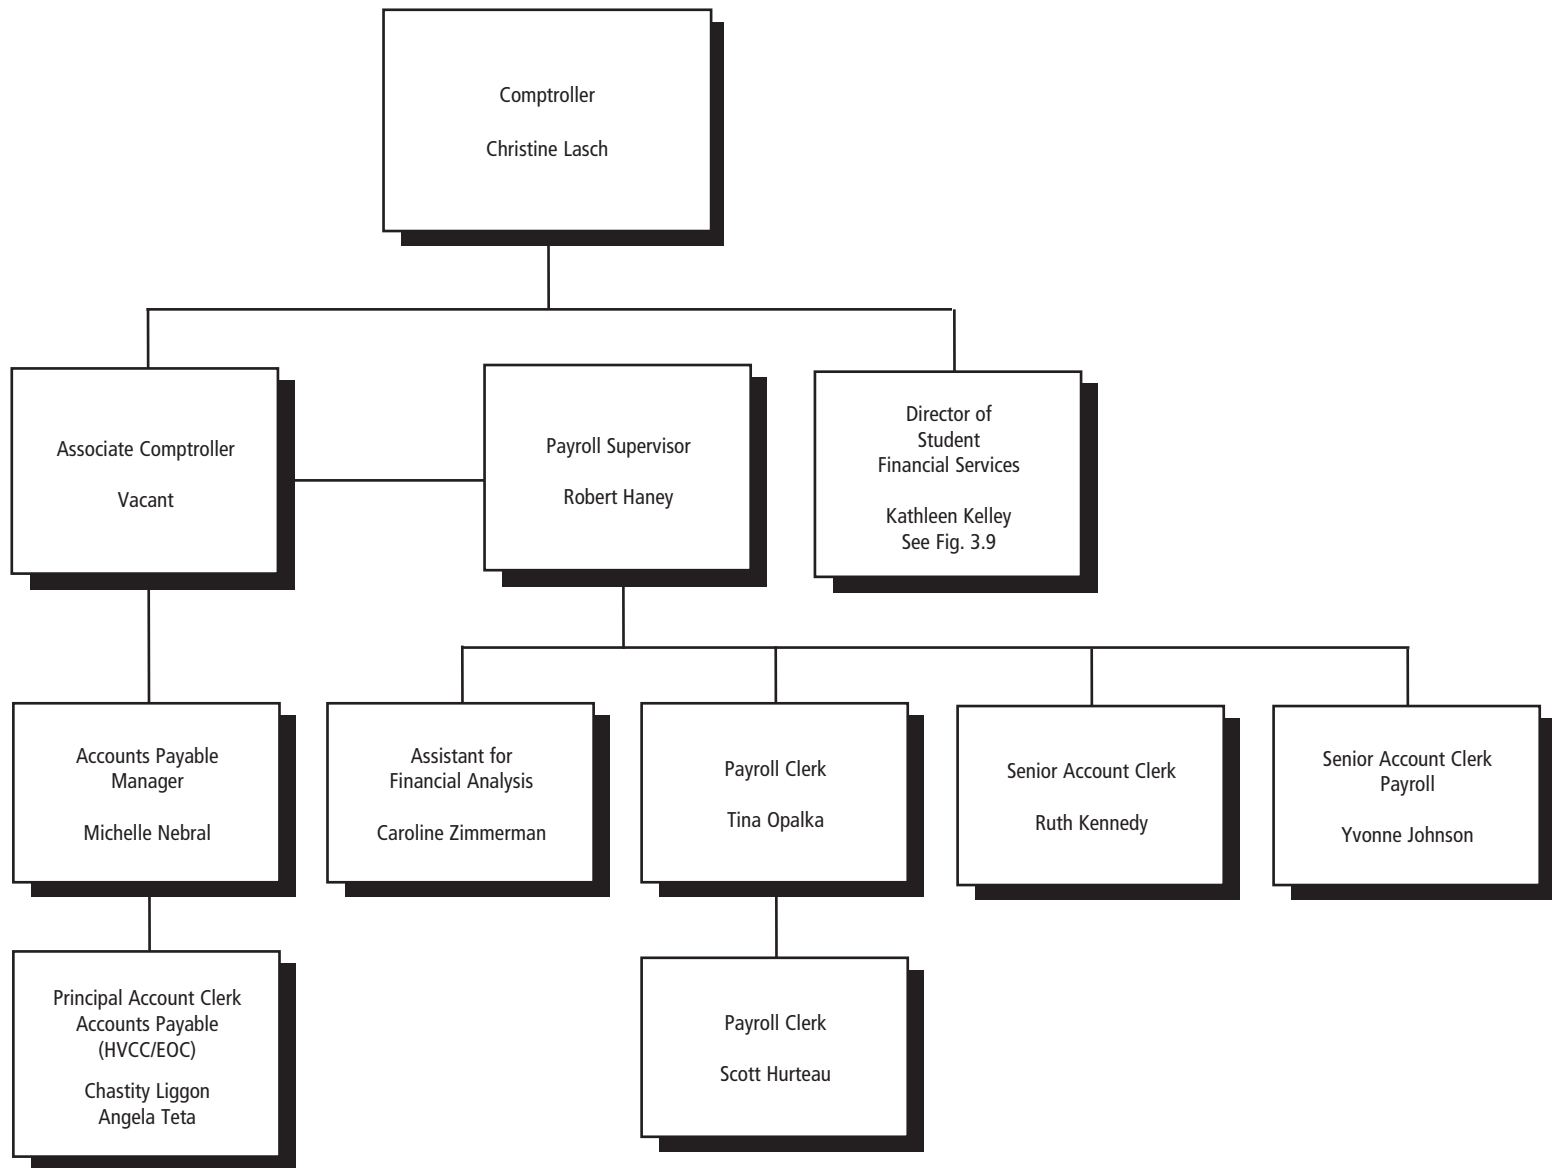 Comptroller
Christine Lasch
Associate Comptroller
Vacant
Payroll Supervisor
Robert Haney
Director of
Student
Financial Services
Kathleen Kelley
See Fig. 3.9
Accounts Payable
Manager
Michelle Nebral
Assistant for
Financial Analysis
Caroline Zimmerman
Payroll Clerk
Tina Opalka
Senior Account Clerk
Ruth Kennedy
Senior Account Clerk
Payroll
Yvonne Johnson
Principal Account Clerk
Accounts Payable
(HVCC/EOC)
Chastity Liggon
Angela Teta
Payroll Clerk
Scott Hurteau